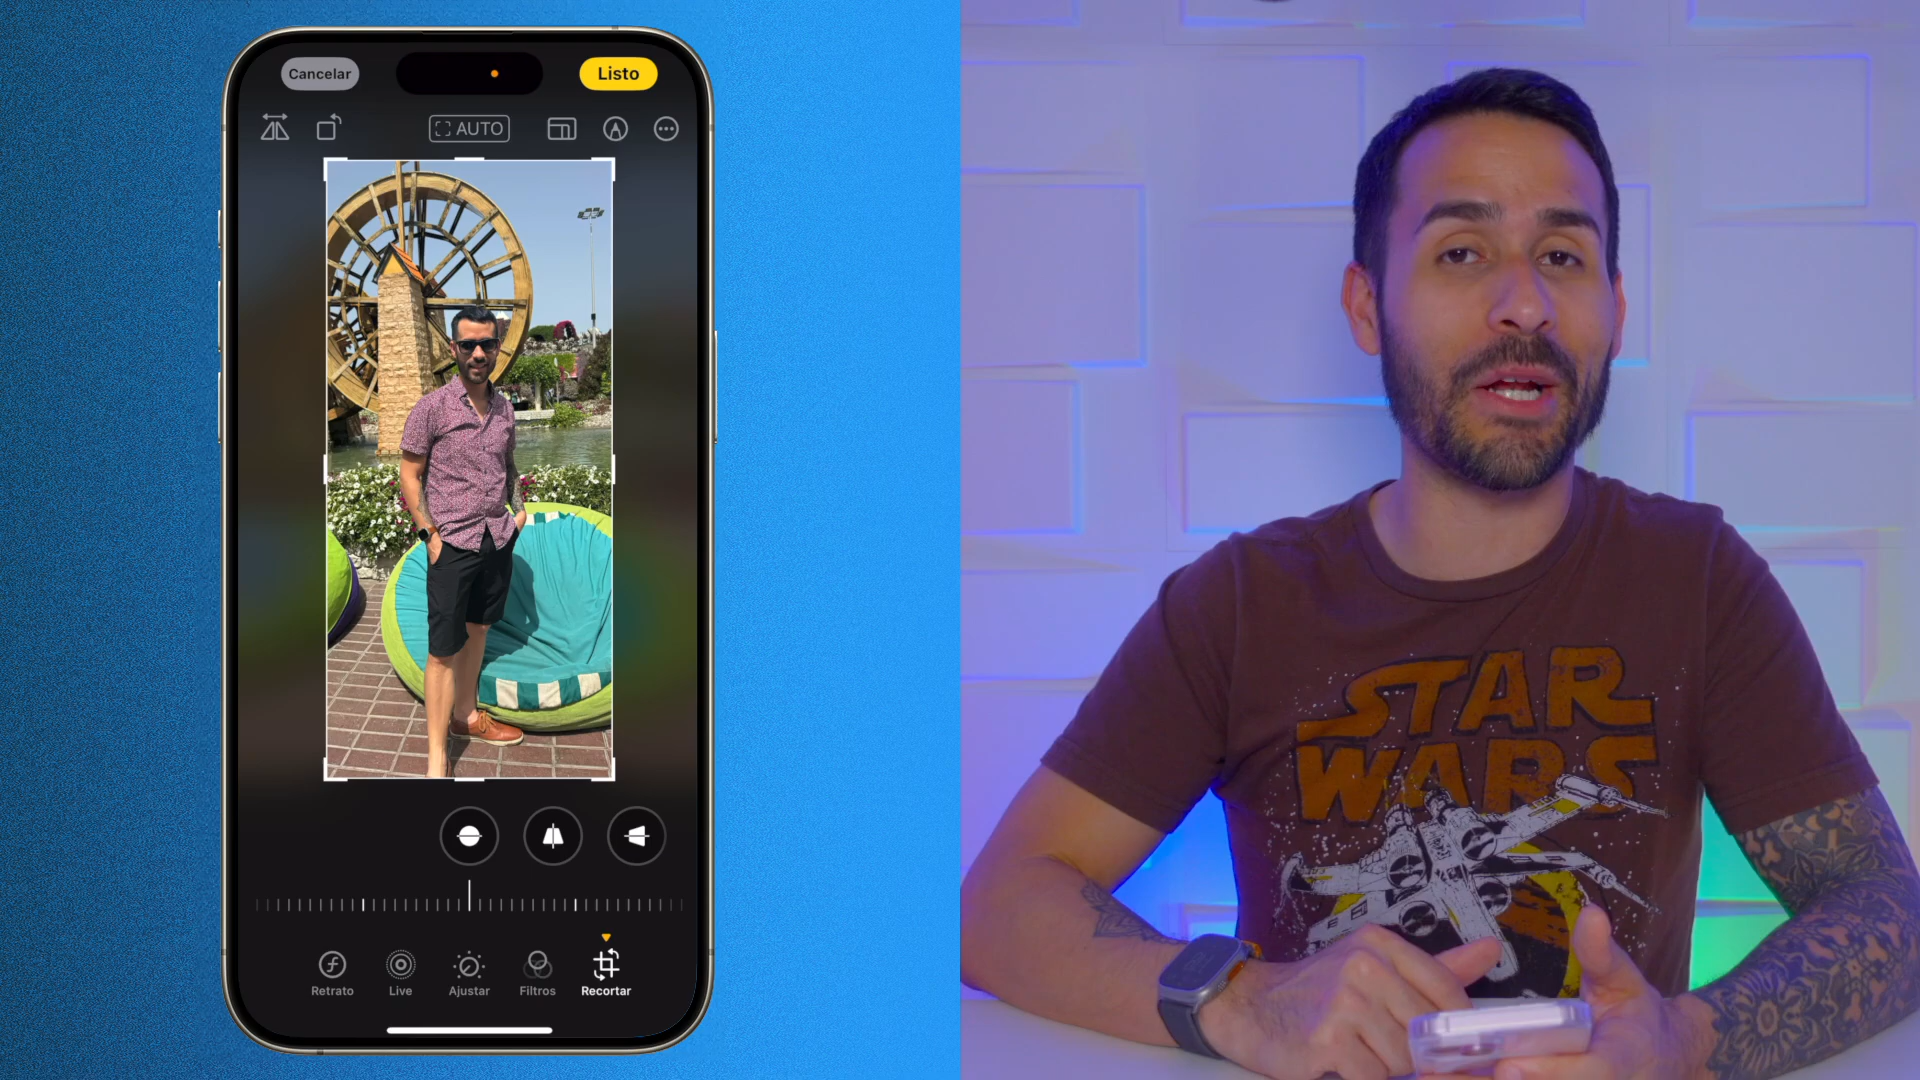 Cancelar
Listo
AUTO
Retrato
Live
Ajustar
Filtros
Recortar
STAR
WARS